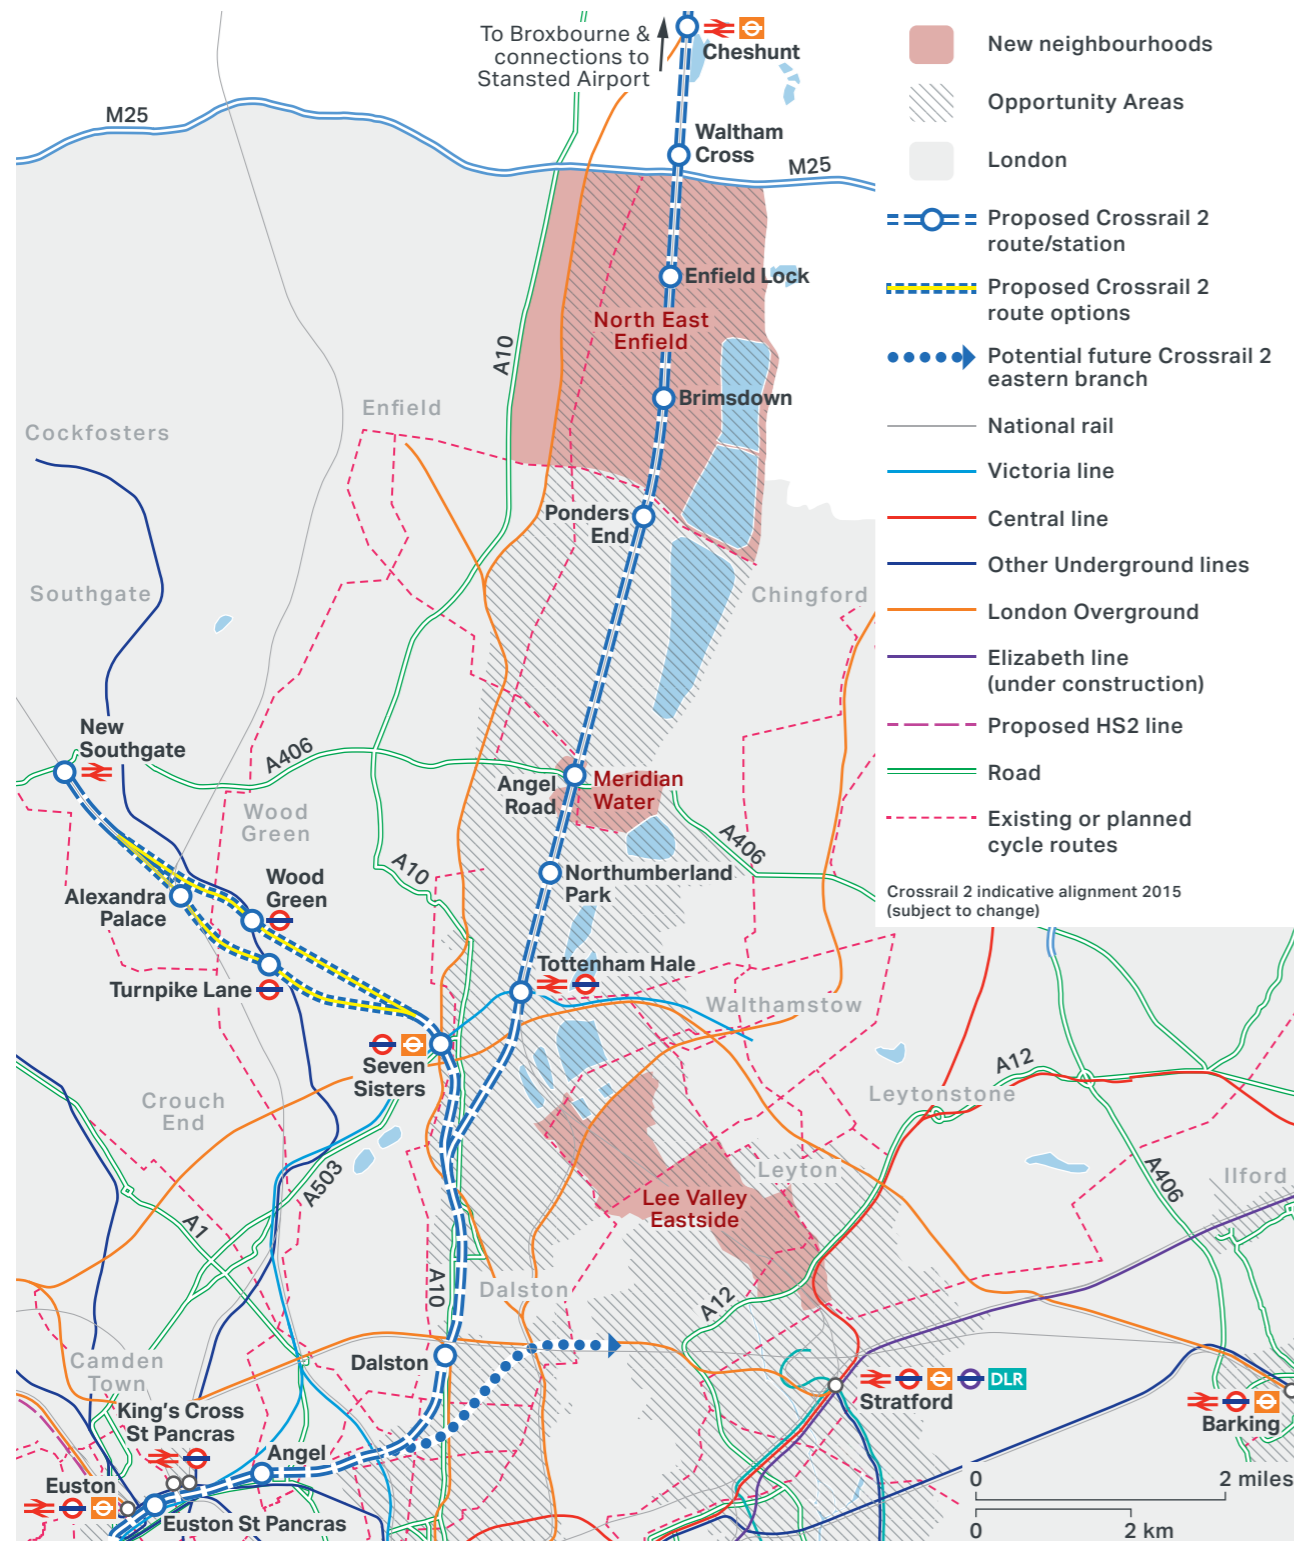 To Broxbourne &
connections to
Stansted Airport
Cheshunt
M25
Waltham
Cross
M25
Enfield Lock
North East
Enfield
A10
Brimsdown
Enfield
Cockfosters
Ponders
End
Southgate
Chingford
New
Southgate
A406
Angel
Road
Meridian
Water
Wood
Green
A406
A10
Northumberland
Park
Wood
Green
Alexandra
Palace
Tottenham Hale
Turnpike Lane
Walthamstow
Seven
Sisters
A12
Leytonstone
Crouch
End
A503
Leyton
A406
Ilford
Lee Valley
Eastside
A1
A10
Dalston
A12
Dalston
Camden
Town
DLR
Stratford
King's Cross
St Pancras
Barking
Angel
Euston
Euston St Pancras
0
2 miles
0
2 km
New neighbourhoods
Opportunity Areas
London
Proposed Crossrail 2
route/station
Proposed Crossrail 2
route options
Potential future Crossrail 2
eastern branch
National rail
Victoria line
Central line
Other Underground lines
London Overground
Elizabeth line
(under construction)
Proposed HS2 line
Road
Existing or planned
cycle routes
Crossrail 2 indicative alignment 2015
(subject to change)